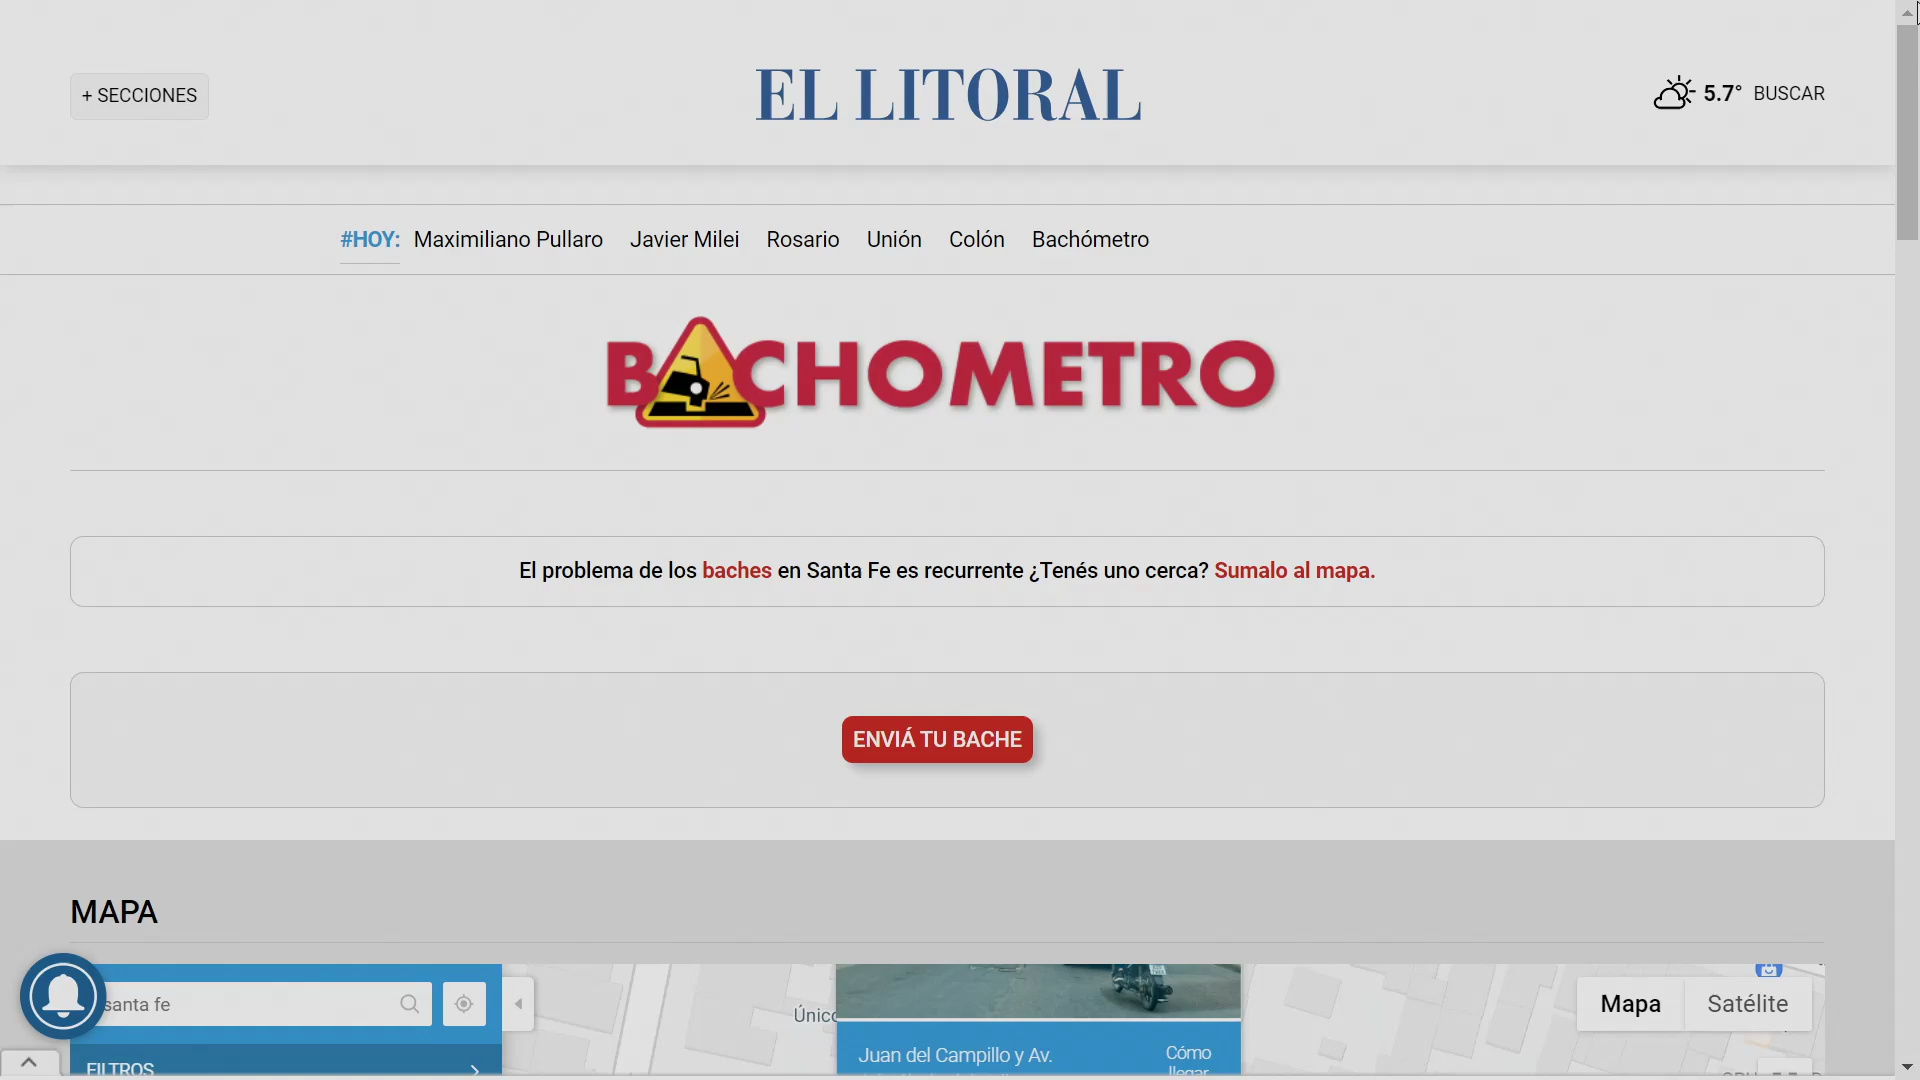 + SECCIONES
EL LITORAL
5.7° BUSCAR
#HOY: Maximiliano Pullaro Javier Milei Rosario Unión Colón Bachómetro
BACHOMETRO
El problema de los baches en Santa Fe es recurrente ¿Tenés uno cerca? Sumalo al mapa.
ENVIÁ TU BACHE
MAPA
santa fe
FILTROS
Único
Juan del Campillo y Av.
Cómo
llegar
Mapa
Satélite